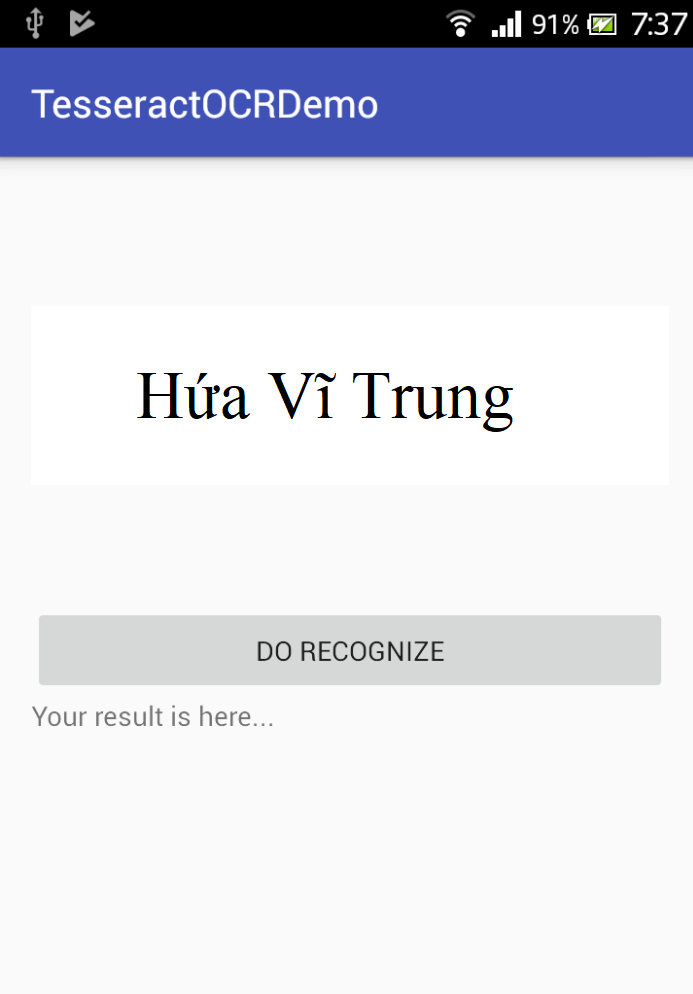 91% 7:37
TesseractOCRDemo
Hứa Vĩ Trung
DO RECOGNIZE
Your result is here...